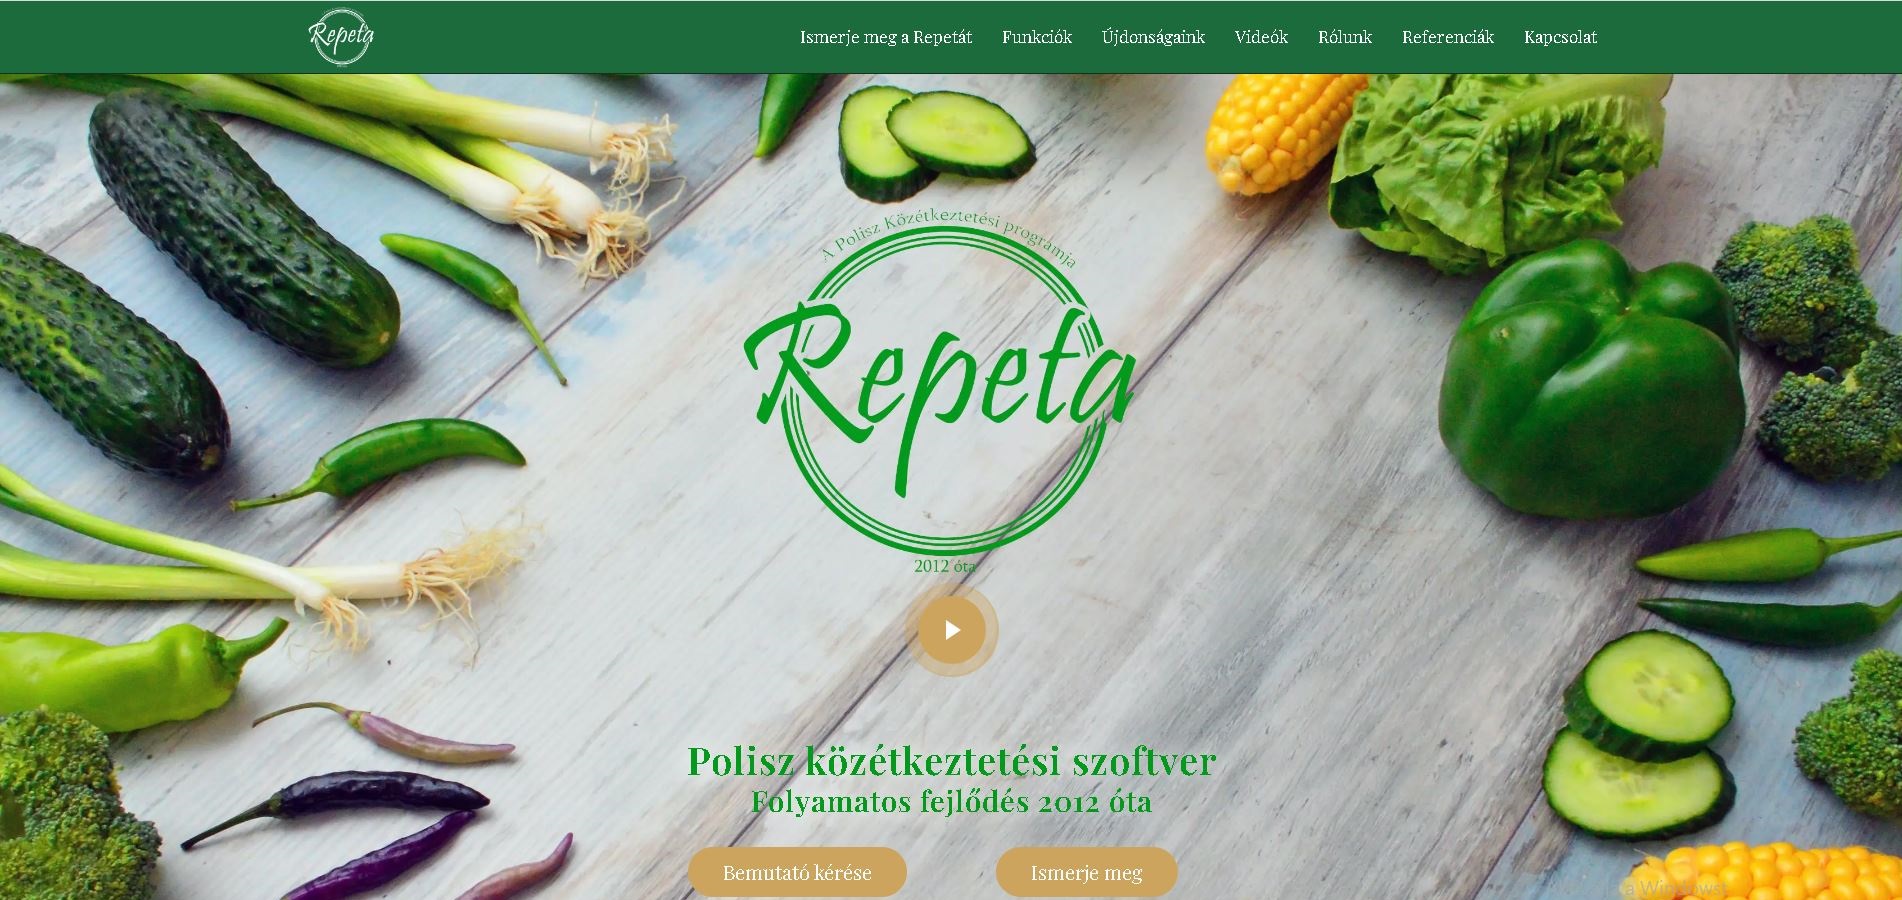 Repeta
Ismerje meg a Repetát
Funkciók
Újdonságaink
Videók
Rólunk
Referenciák
Kapcsolat
A Polisz Közétkeztetési programja
Repeta
2012 óta
Polisz közétkeztetési szoftver
Folyamatos fejlődés 2012 óta
Bemutató kérése
Ismerje meg
a Windowst